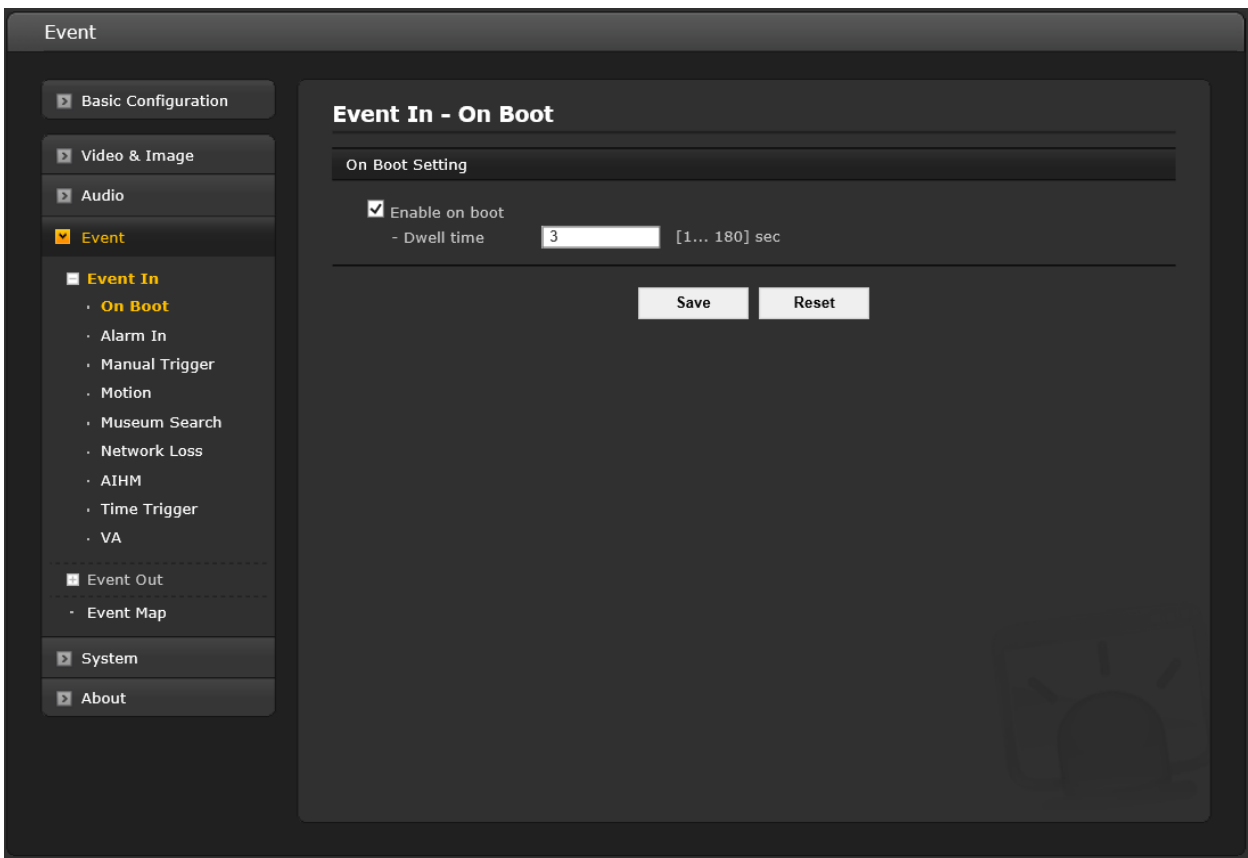 Event
Basic Configuration
Video & Image
Audio
Event
Event In
· On Boot
· Alarm In
· Manual Trigger
· Motion
· Museum Search
· Network Loss
· AIHM
· Time Trigger
· VA
Event Out
· Event Map
System
About
Event In - On Boot
On Boot Setting
Enable on boot
- Dwell time 3 [1... 180] sec
Save Reset